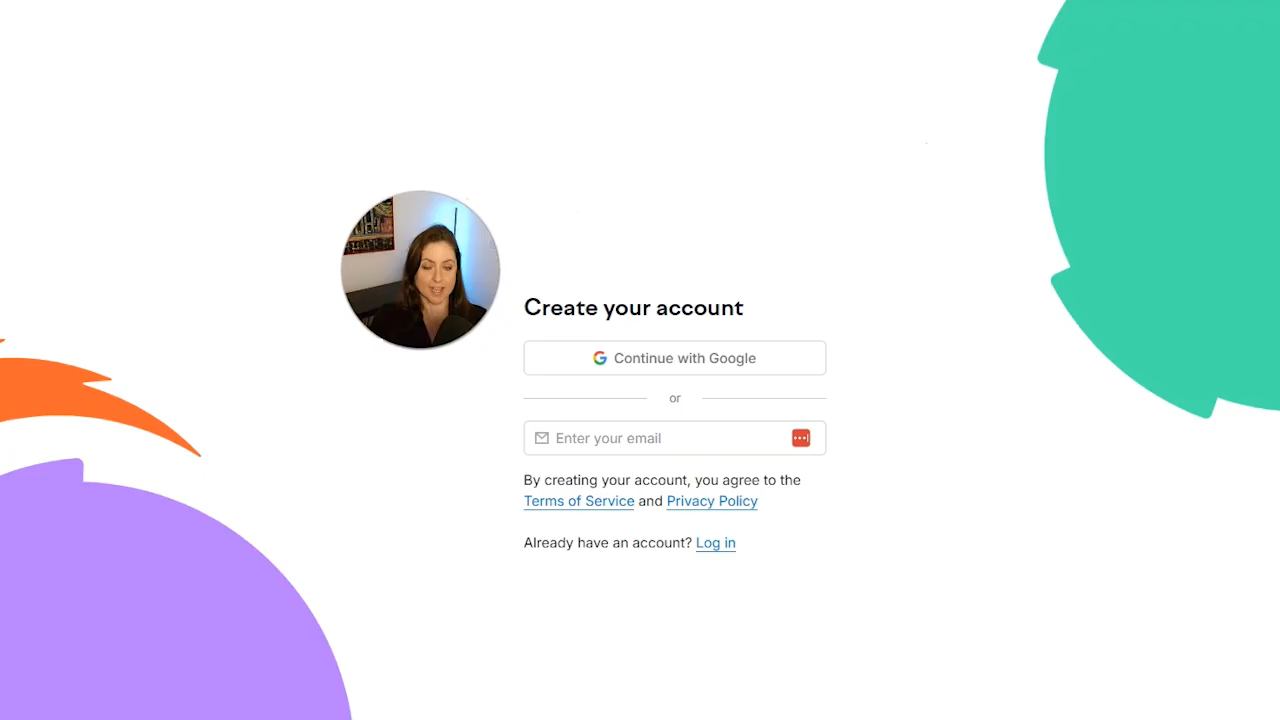 Create your account
Continue with Google
or
Enter your email
By creating your account, you agree to the
Terms of Service and Privacy Policy
Already have an account? Log in